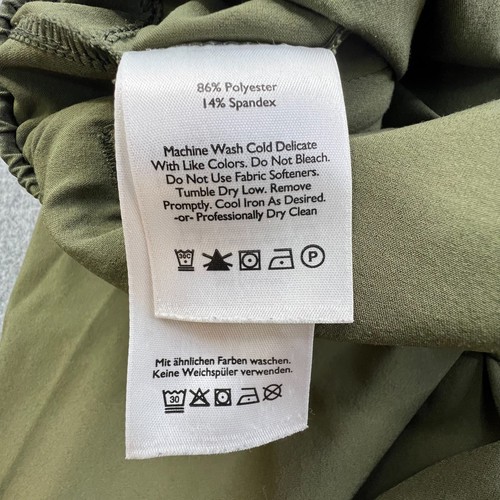 86% Polyester
14% Spandex
Machine Wash Cold Delicate
With Like Colors. Do Not Bleach.
Do Not Use Fabric Softeners.
Tumble Dry Low. Remove
Promptly. Cool Iron As Desired.
-or- Professionally Dry Clean
P
Mit ähnlichen Farben waschen.
Keine Weichspüler verwenden.
30